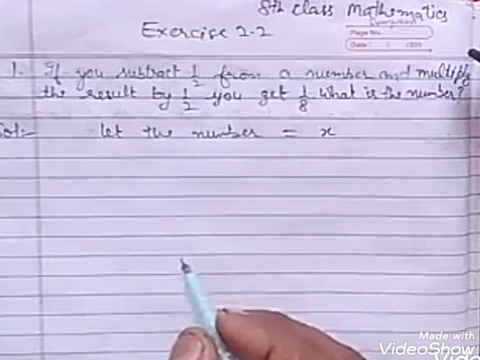 8th class Mathematics
Exercise 2.2
Page No.
Date: / /201
1. If you subtract 1/2 from a number and multiply
the result by 1/2 you get 1/8 What is the number?
Sol:- let the number = x
Made with
VideoShow